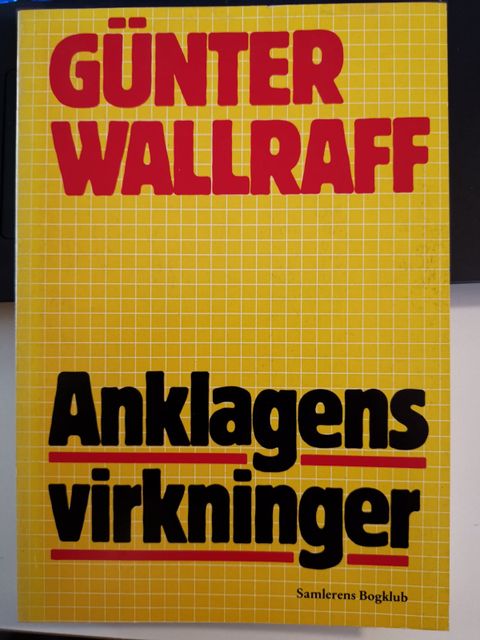 GÜNTER
WALLRAFF
Anklagens
virkninger
Samlerens Bogklub